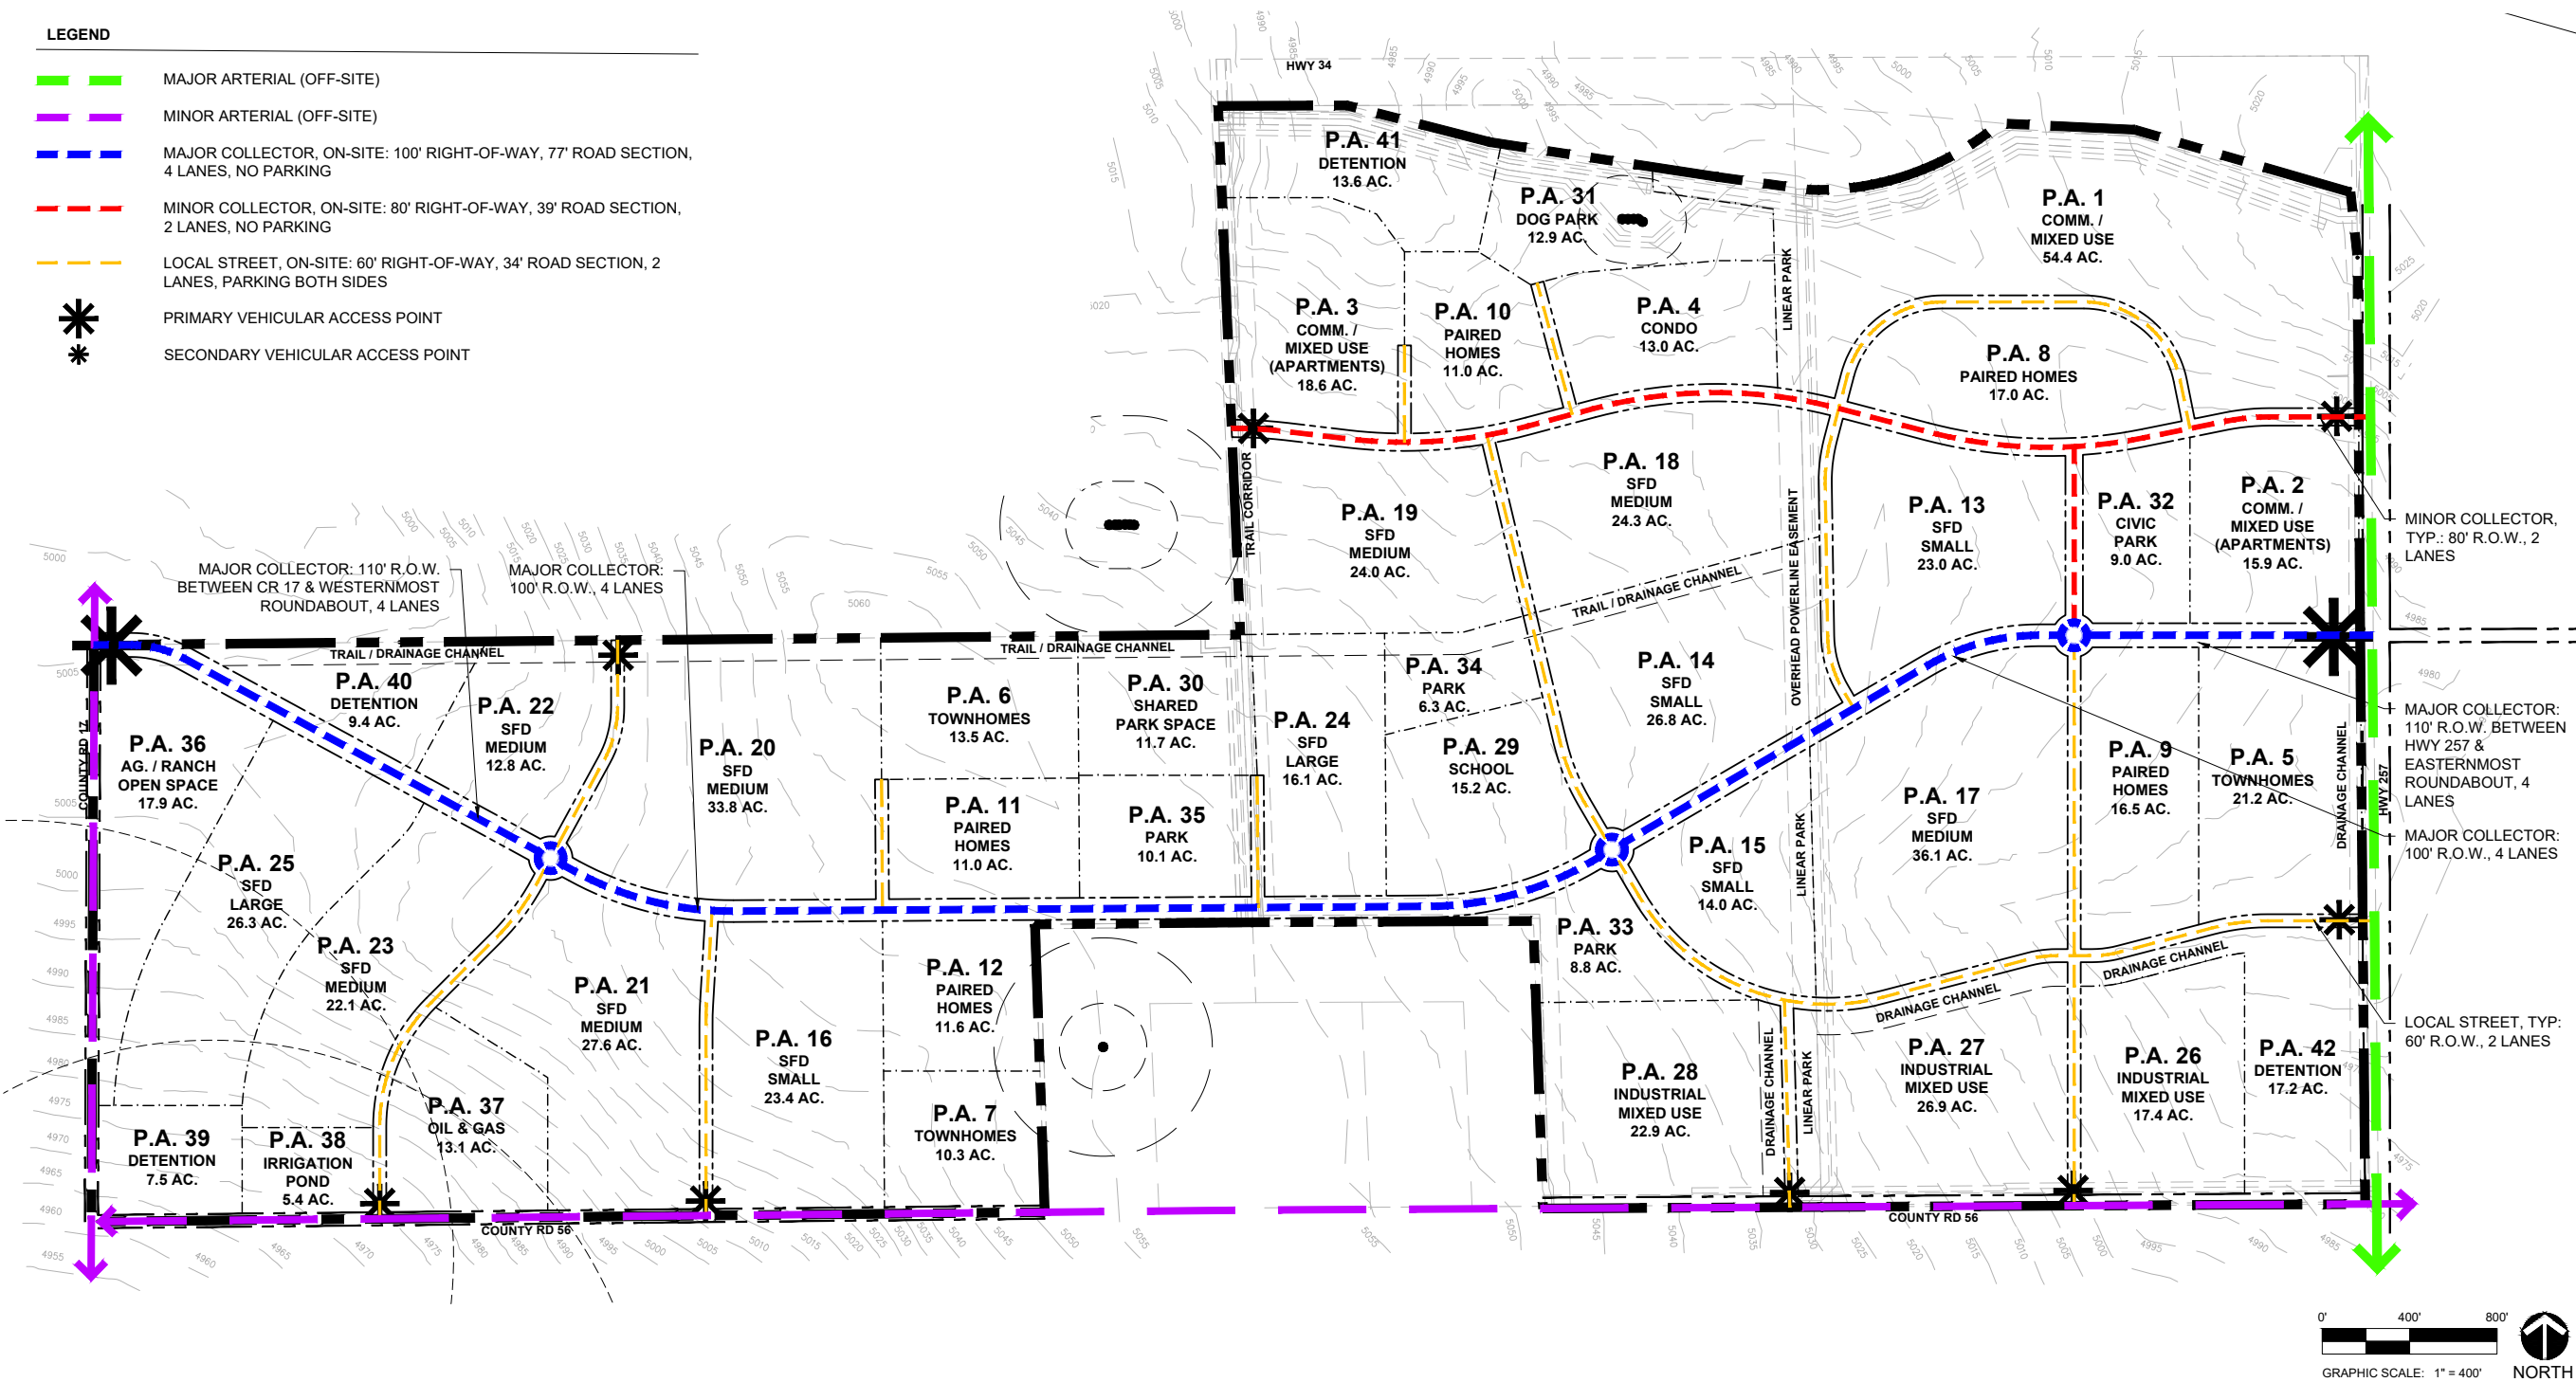 LEGEND
MAJOR ARTERIAL (OFF-SITE)
MINOR ARTERIAL (OFF-SITE)
MAJOR COLLECTOR, ON-SITE: 100' RIGHT-OF-WAY, 77' ROAD SECTION,
4 LANES, NO PARKING
MINOR COLLECTOR, ON-SITE: 80' RIGHT-OF-WAY, 39' ROAD SECTION,
2 LANES, NO PARKING
LOCAL STREET, ON-SITE: 60' RIGHT-OF-WAY, 34' ROAD SECTION, 2
LANES, PARKING BOTH SIDES
PRIMARY VEHICULAR ACCESS POINT
SECONDARY VEHICULAR ACCESS POINT
HWY 34
P.A. 41
DETENTION
13.6 AC.
P.A. 31
DOG PARK
12.9 AC.
P.A. 1
COMM. /
MIXED USE
54.4 AC.
P.A. 3
COMM. /
MIXED USE
(APARTMENTS)
18.6 AC.
P.A. 10
PAIRED
HOMES
11.0 AC.
P.A. 4
CONDO
13.0 AC.
LINEAR PARK
P.A. 8
PAIRED HOMES
17.0 AC.
P.A. 19
SFD
MEDIUM
24.0 AC.
P.A. 18
SFD
MEDIUM
24.3 AC.
P.A. 13
SFD
SMALL
23.0 AC.
P.A. 32
CIVIC
PARK
9.0 AC.
P.A. 2
COMM. /
MIXED USE
(APARTMENTS)
15.9 AC.
TRAIL CORRIDOR
OVERHEAD POWERLINE EASEMENT
TRAIL / DRAINAGE CHANNEL
MINOR COLLECTOR,
TYP.: 80' R.O.W., 2
LANES
MAJOR COLLECTOR: 110' R.O.W.
BETWEEN CR 17 & WESTERNMOST
ROUNDABOUT, 4 LANES
MAJOR COLLECTOR:
100' R.O.W., 4 LANES
TRAIL / DRAINAGE CHANNEL
TRAIL / DRAINAGE CHANNEL
P.A. 40
DETENTION
9.4 AC.
P.A. 22
SFD
MEDIUM
12.8 AC.
P.A. 36
AG. / RANCH
OPEN SPACE
17.9 AC.
COUNTY RD 17
P.A. 20
SFD
MEDIUM
33.8 AC.
P.A. 6
TOWNHOMES
13.5 AC.
P.A. 30
SHARED
PARK SPACE
11.7 AC.
P.A. 24
SFD
LARGE
16.1 AC.
P.A. 34
PARK
6.3 AC.
P.A. 29
SCHOOL
15.2 AC.
P.A. 14
SFD
SMALL
26.8 AC.
P.A. 11
PAIRED
HOMES
11.0 AC.
P.A. 35
PARK
10.1 AC.
P.A. 15
SFD
SMALL
14.0 AC.
LINEAR PARK
P.A. 17
SFD
MEDIUM
36.1 AC.
P.A. 9
PAIRED
HOMES
16.5 AC.
P.A. 5
TOWNHOMES
21.2 AC.
DRAINAGE CHANNEL
HWY 257
MAJOR COLLECTOR:
110' R.O.W. BETWEEN
HWY 257 &
EASTERNMOST
ROUNDABOUT, 4
LANES
MAJOR COLLECTOR:
100' R.O.W., 4 LANES
P.A. 25
SFD
LARGE
26.3 AC.
P.A. 23
SFD
MEDIUM
22.1 AC.
P.A. 21
SFD
MEDIUM
27.6 AC.
P.A. 12
PAIRED
HOMES
11.6 AC.
P.A. 16
SFD
SMALL
23.4 AC.
P.A. 7
TOWNHOMES
10.3 AC.
P.A. 33
PARK
8.8 AC.
P.A. 28
INDUSTRIAL
MIXED USE
22.9 AC.
DRAINAGE CHANNEL
LINEAR PARK
DRAINAGE CHANNEL
DRAINAGE CHANNEL
P.A. 27
INDUSTRIAL
MIXED USE
26.9 AC.
P.A. 26
INDUSTRIAL
MIXED USE
17.4 AC.
P.A. 42
DETENTION
17.2 AC.
LOCAL STREET, TYP:
60' R.O.W., 2 LANES
P.A. 39
DETENTION
7.5 AC.
P.A. 38
IRRIGATION
POND
5.4 AC.
P.A. 37
OIL & GAS
13.1 AC.
COUNTY RD 56
COUNTY RD 56
0' 400' 800'
GRAPHIC SCALE: 1" = 400'
NORTH